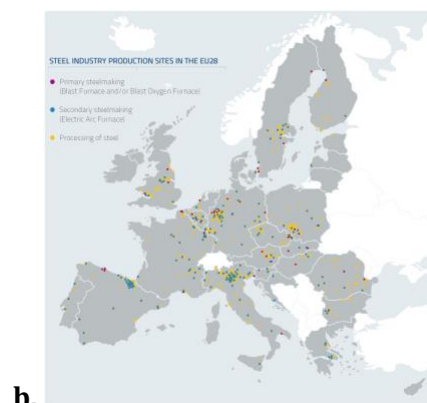 STEEL INDUSTRY PRODUCTION SITES IN THE EU28
Primary steelmaking
(Blast Furnace and/or Blast Oxygen Furnace)
Secondary steelmaking
(Electric Arc Furnace)
Processing of steel
b.